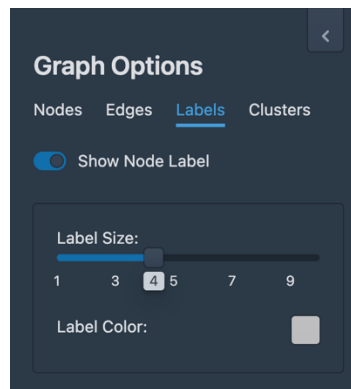 Graph Options
Nodes Edges Labels Clusters
Show Node Label
Label Size:
1 3 4 5 7 9
Label Color: